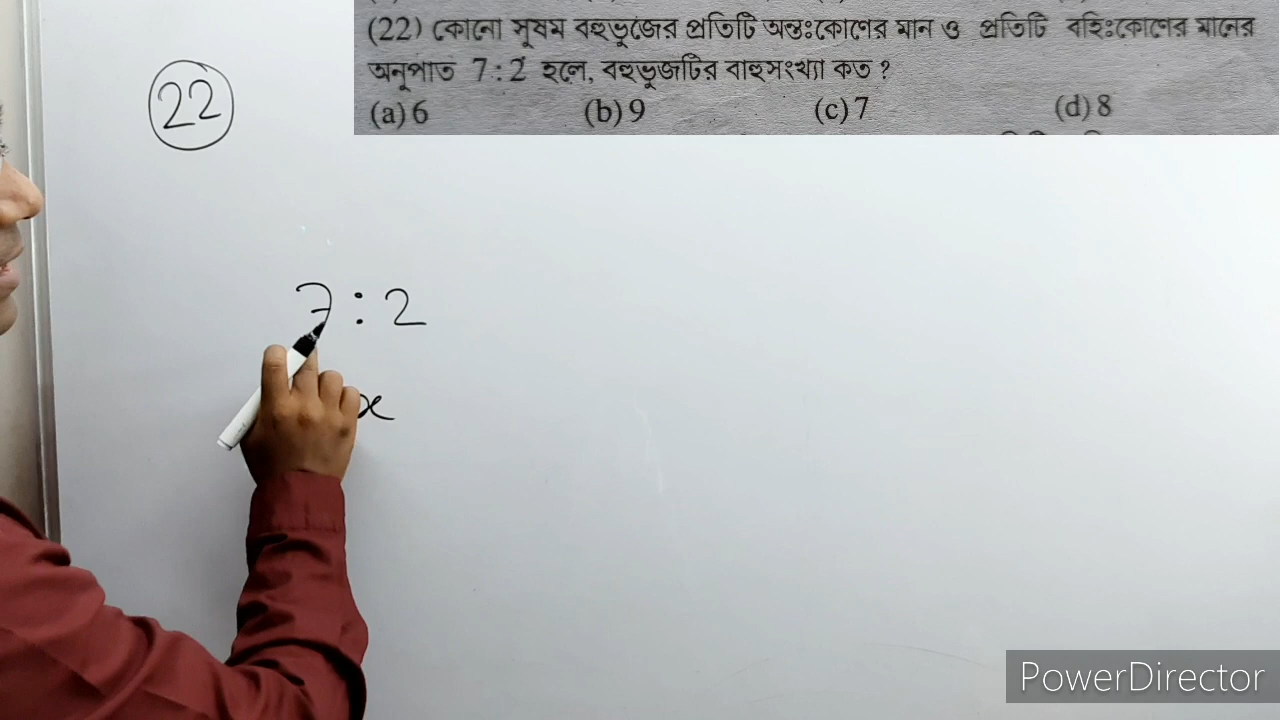 (22) কোনো সুষম বহুভুজের প্রতিটি অন্তঃকোণের মান ও প্রতিটি বহিঃকোণের মানের
অনুপাত 7 : 2 হলে, বহুভুজটির বাহুসংখ্যা কত ?
(a) 6 (b) 9 (c) 7 (d) 8
22
7 : 2
x
PowerDirector